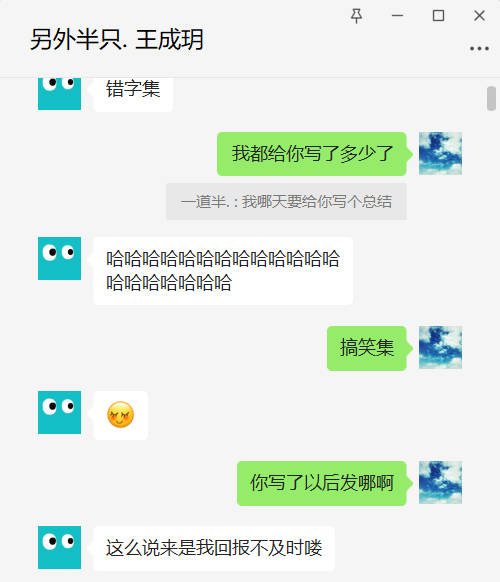 另外半只. 王成玥
错字集
我都给你写了多少了
一道半. : 我哪天要给你写个总结
哈哈哈哈哈哈哈哈哈哈哈哈哈
哈哈哈哈哈哈哈
搞笑集
你写了以后发哪啊
这么说来是我回报不及时喽